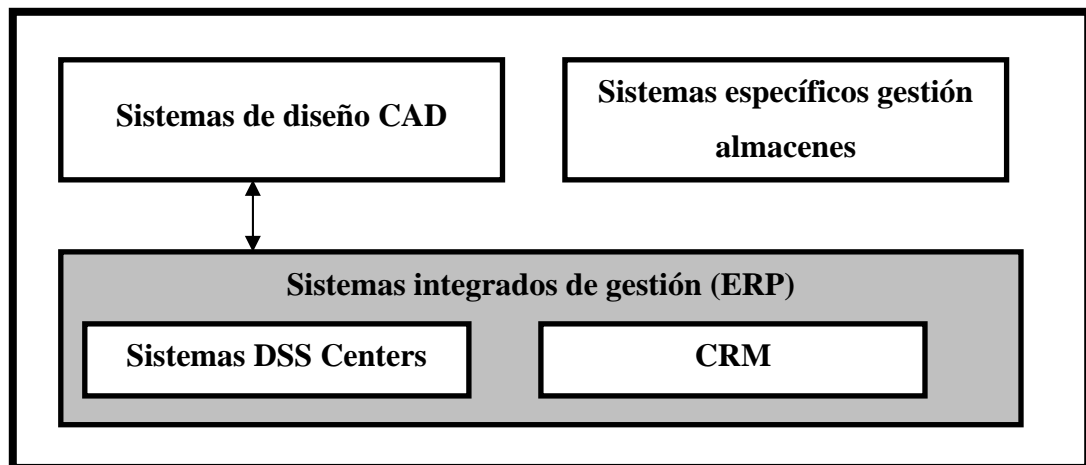 Sistemas de diseño CAD
Sistemas específicos gestión
almacenes
Sistemas integrados de gestión (ERP)
Sistemas DSS Centers
CRM